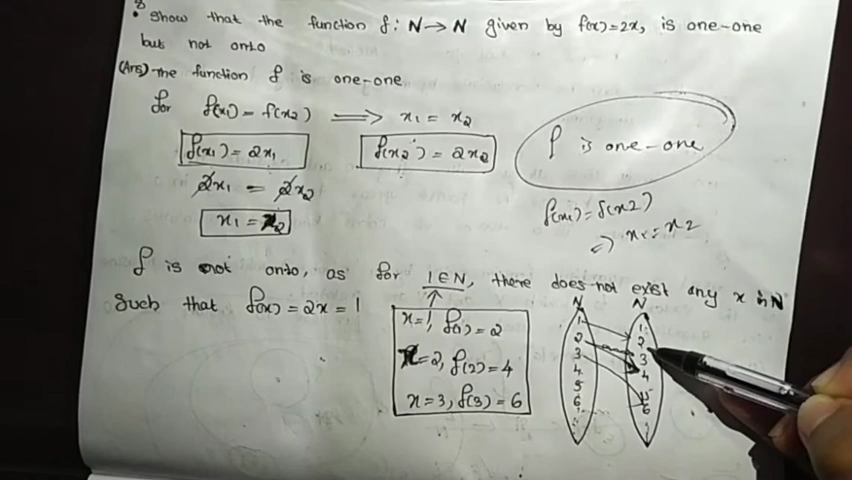 8. Show that the function f: N→N given by f(x)=2x, is one-one
but not onto
(Ans) The function f is one-one
for f(x1) = f(x2) ⟹ x1 = x2
f(x1) = 2x1
f(x2) = 2x2
f is one-one
2x1 = 2x2
x1 = x2
f(x1) = f(x2)
⇒ x1 = x2
f is not onto, as for 1∈N, there does not exist any x in N
Such that f(x) = 2x = 1
x=1, f(1) = 2
x=2, f(2) = 4
x=3, f(3) = 6
N N
1 1
2 2
3 3
4 4
5 5
6 6